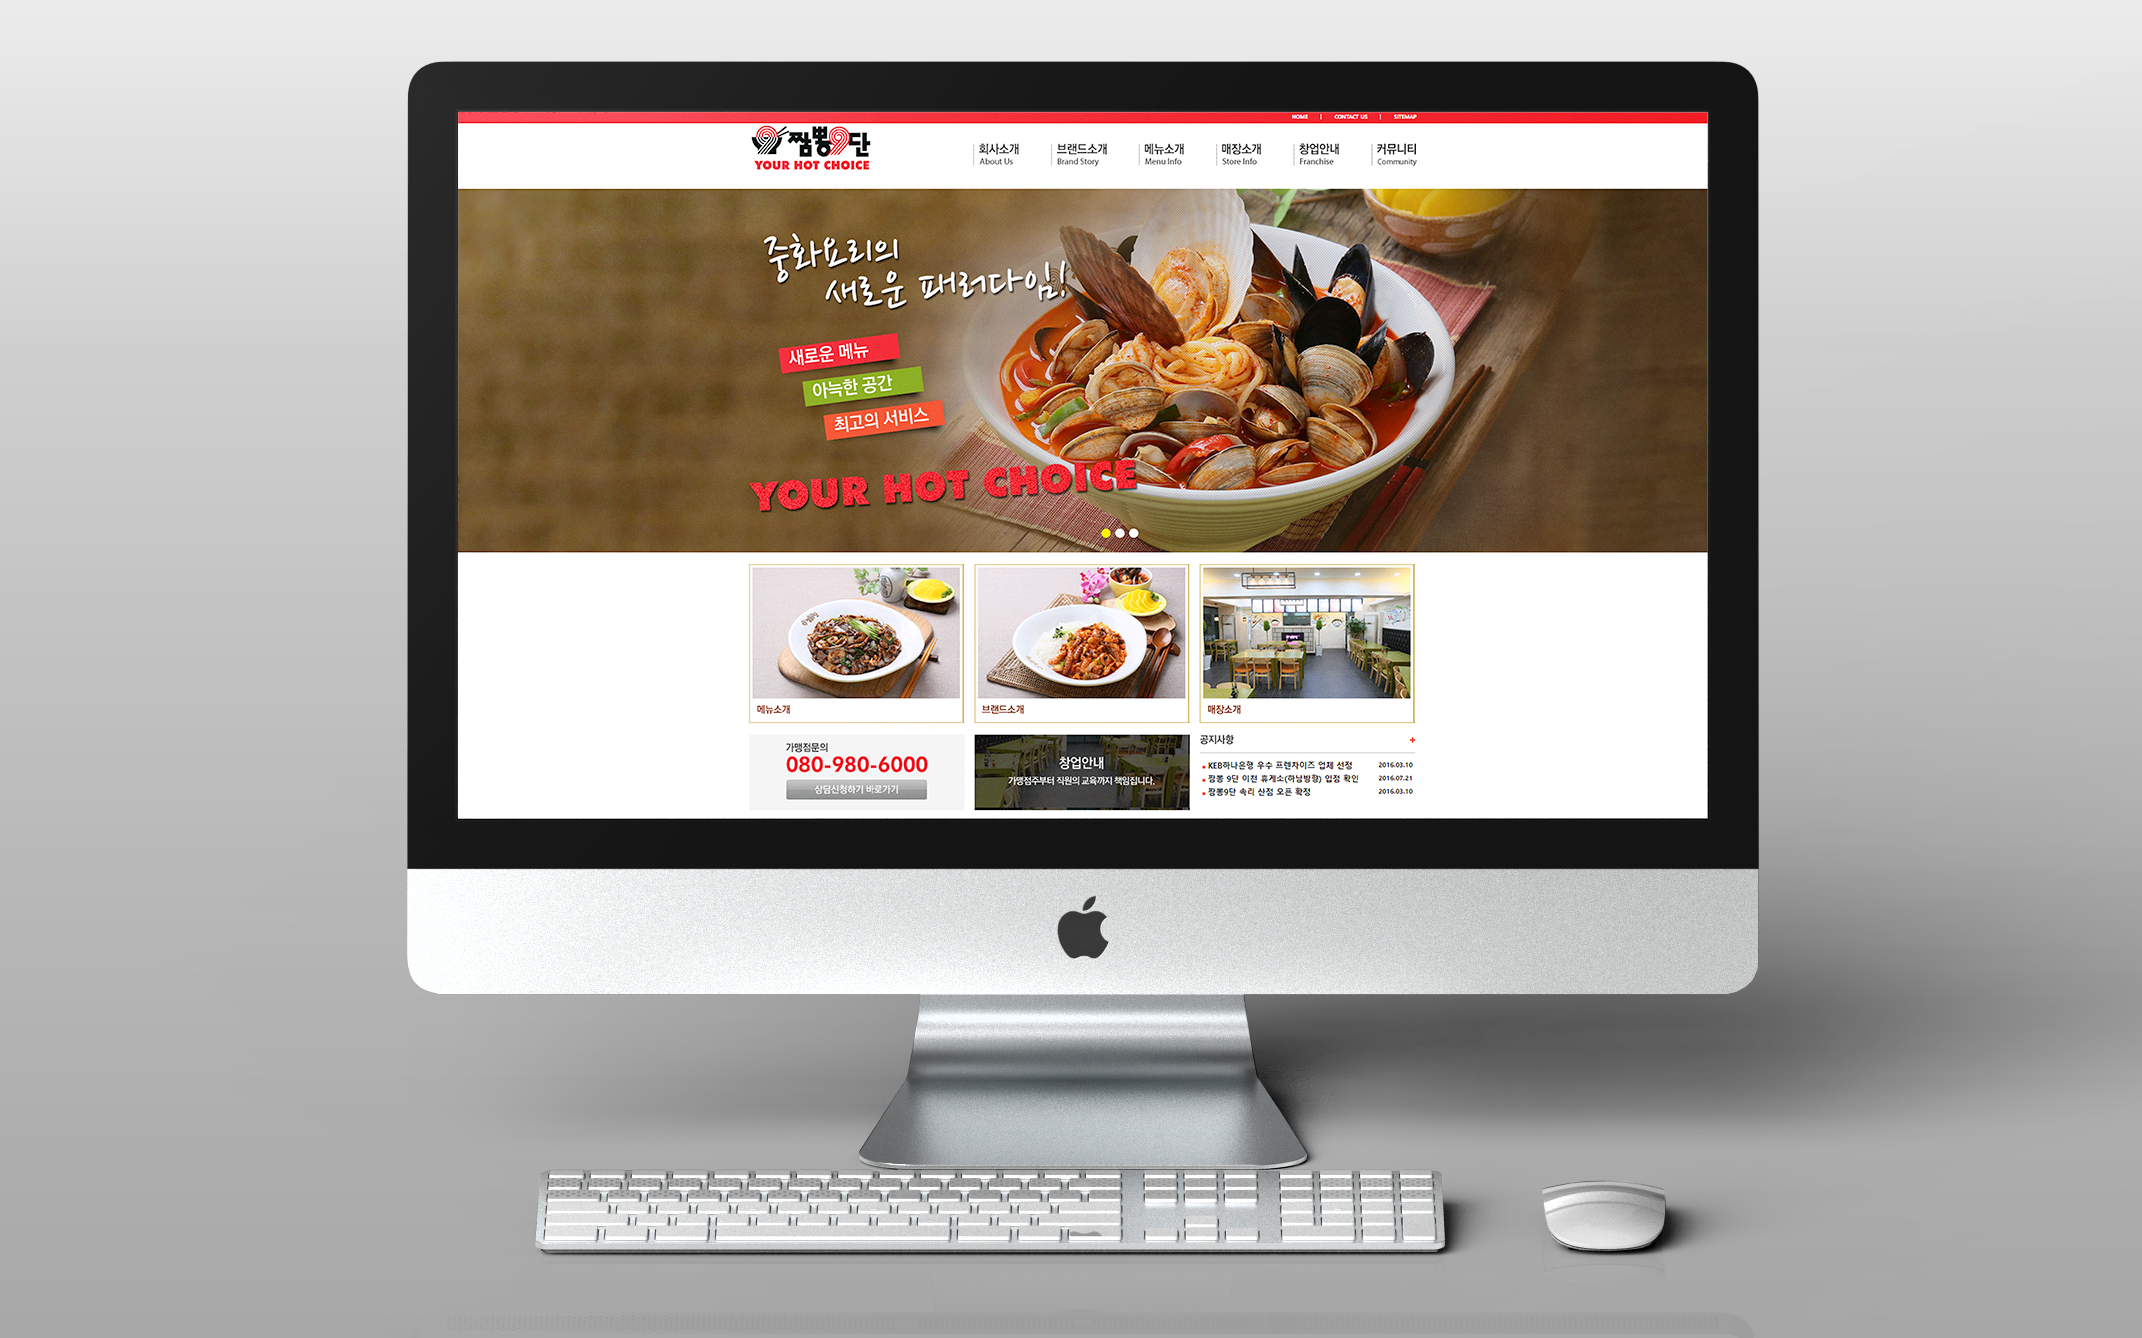 HOME | CONTACT US | SITEMAP
짬뽕9단
YOUR HOT CHOICE
회사소개 브랜드소개 메뉴소개 매장소개 창업안내 커뮤니티
About Us Brand Story Menu Info Store Info Franchise Community
중화요리의
새로운 패러다임!
새로운 메뉴
아늑한 공간
최고의 서비스
YOUR HOT CHOICE
메뉴소개
브랜드소개
매장소개
가맹점문의
080-980-6000
상담신청하기 바로가기
창업안내
가맹점주부터 직원의 교육까지 책임집니다.
공지사항 +
KEB하나은행 우수 프랜차이즈 업체 선정 2016.03.10
짬뽕 9단 이천 휴게소(하남방향) 입점 확인 2016.07.21
짬뽕9단 속리 산점 오픈 확정 2016.03.10